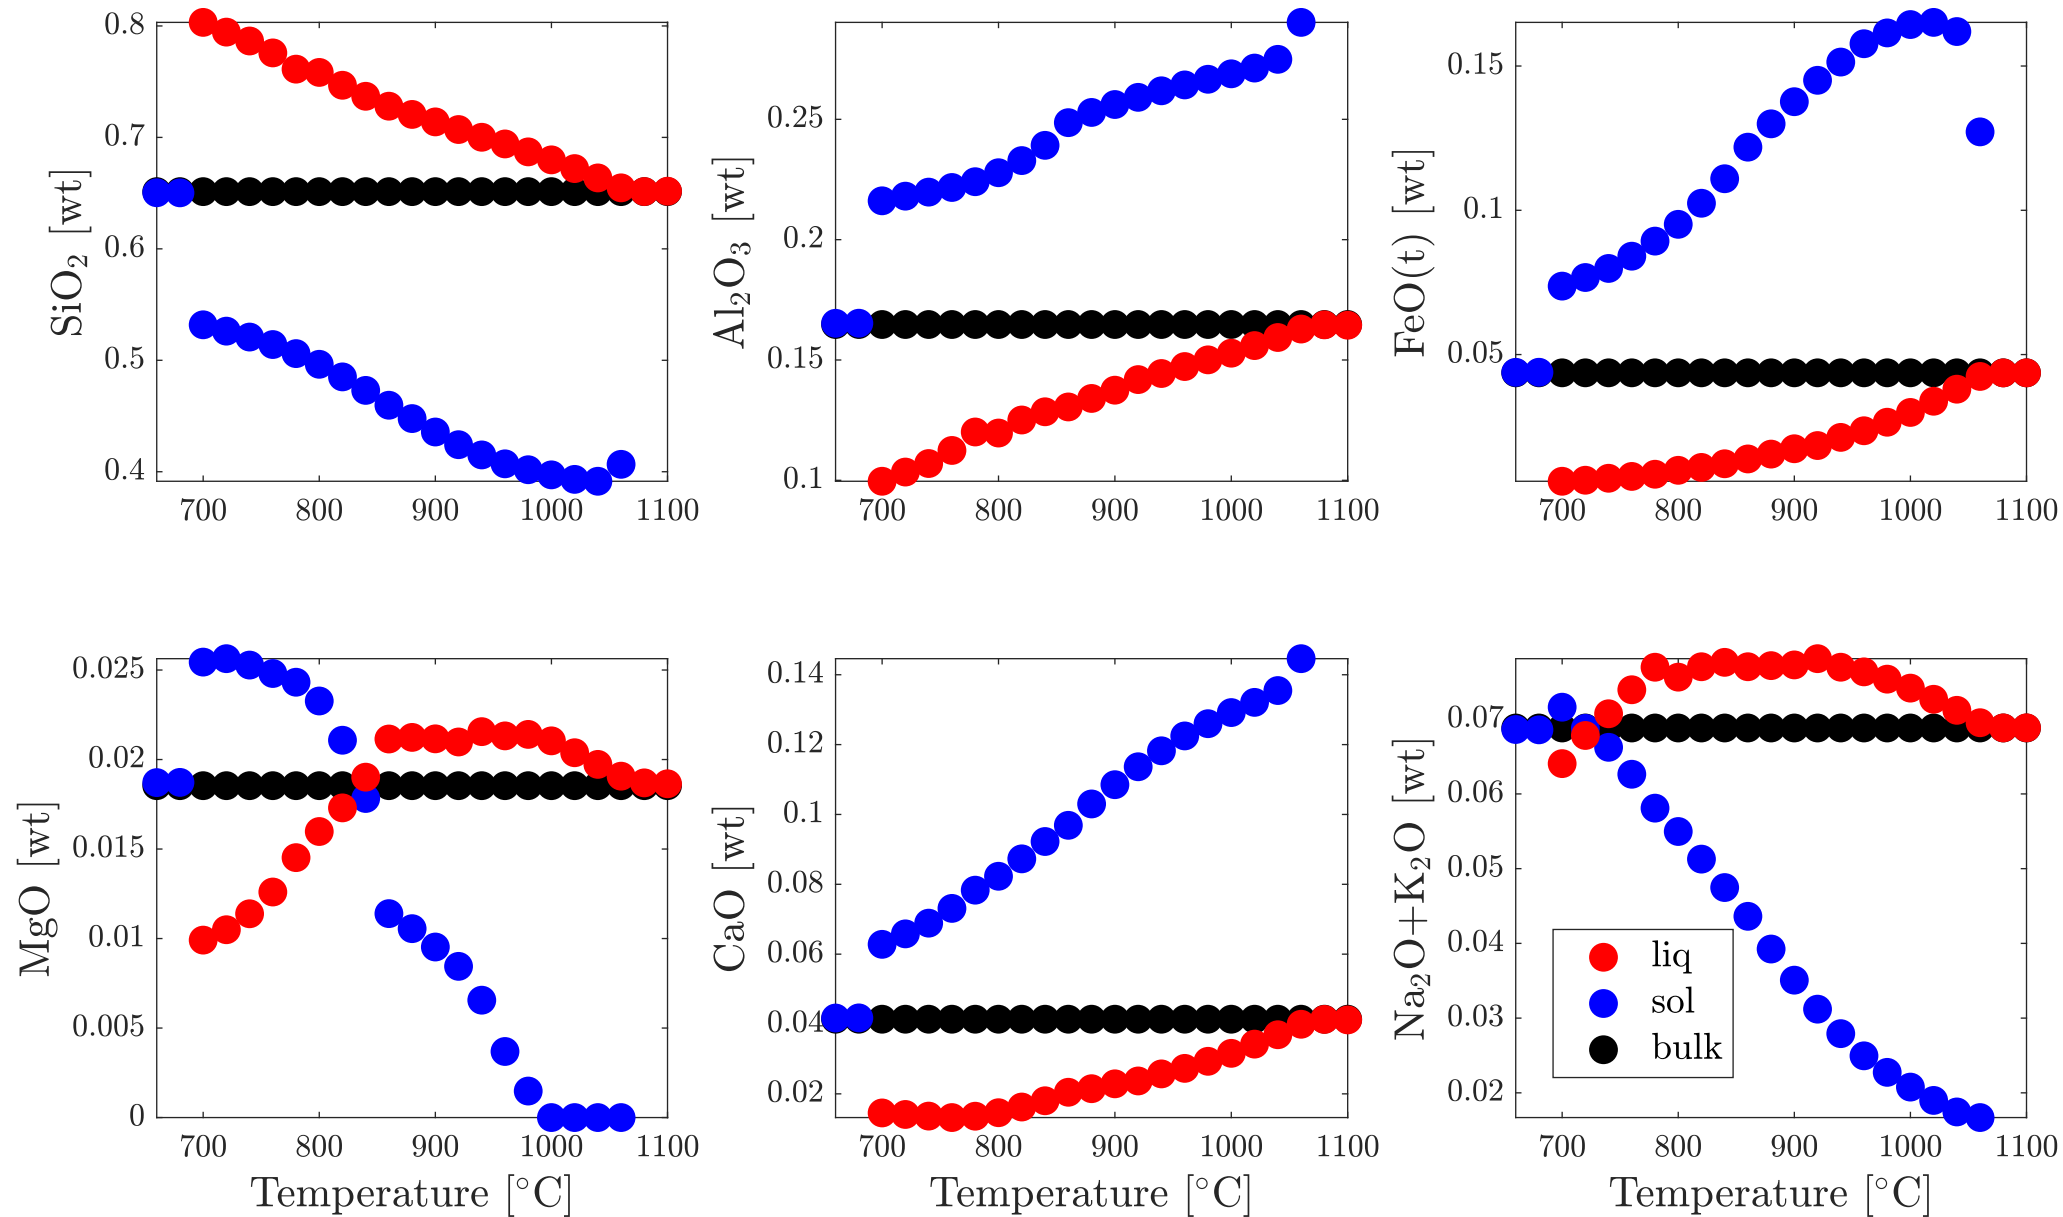 0.8
0.7
0.6
0.5
0.4
SiO₂ [wt]
700 800 900 1000 1100
0.25
0.2
0.15
0.1
Al₂O₃ [wt]
700 800 900 1000 1100
0.15
0.1
0.05
FeO(t) [wt]
700 800 900 1000 1100
0.025
0.02
0.015
0.01
0.005
0
MgO [wt]
700 800 900 1000 1100
Temperature [°C]
0.14
0.12
0.1
0.08
0.06
0.04
0.02
CaO [wt]
700 800 900 1000 1100
Temperature [°C]
0.07
0.06
0.05
0.04
0.03
0.02
Na₂O+K₂O [wt]
liq
sol
bulk
700 800 900 1000 1100
Temperature [°C]